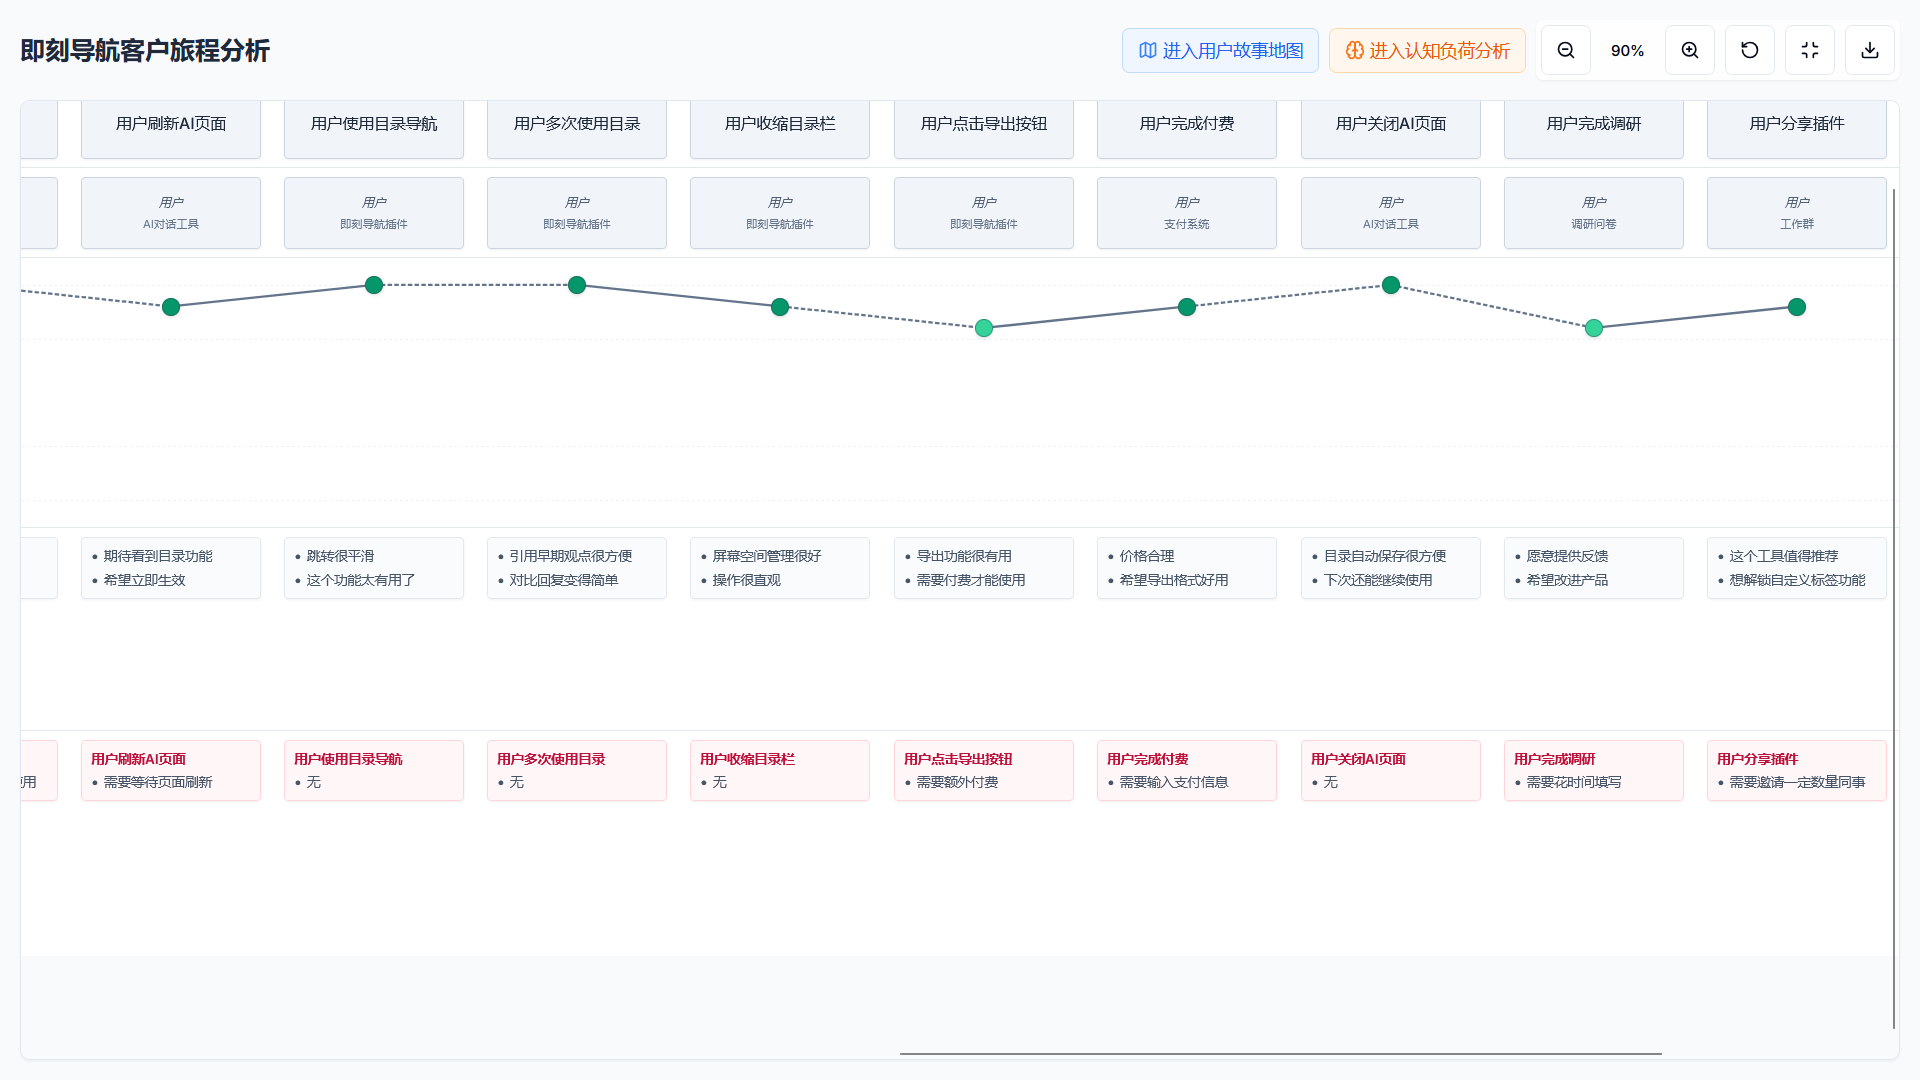 即刻导航客户旅程分析
进入用户故事地图
进入认知负荷分析
90%
用户刷新AI页面
用户使用目录导航
用户多次使用目录
用户收缩目录栏
用户点击导出按钮
用户完成付费
用户关闭AI页面
用户完成调研
用户分享插件
用户
AI对话工具
用户
即刻导航插件
用户
即刻导航插件
用户
即刻导航插件
用户
即刻导航插件
用户
支付系统
用户
AI对话工具
用户
调研问卷
用户
工作群
• 期待看到目录功能
• 希望立即生效
• 跳转很平滑
• 这个功能太有用了
• 引用早期观点很方便
• 对比回复变得简单
• 屏幕空间管理很好
• 操作很直观
• 导出功能很有用
• 需要付费才能使用
• 价格合理
• 希望导出格式好用
• 目录自动保存很方便
• 下次还能继续使用
• 愿意提供反馈
• 希望改进产品
• 这个工具值得推荐
• 想解锁自定义标签功能
用
用户刷新AI页面
• 需要等待页面刷新
用户使用目录导航
• 无
用户多次使用目录
• 无
用户收缩目录栏
• 无
用户点击导出按钮
• 需要额外付费
用户完成付费
• 需要输入支付信息
用户关闭AI页面
• 无
用户完成调研
• 需要花时间填写
用户分享插件
• 需要邀请一定数量同事